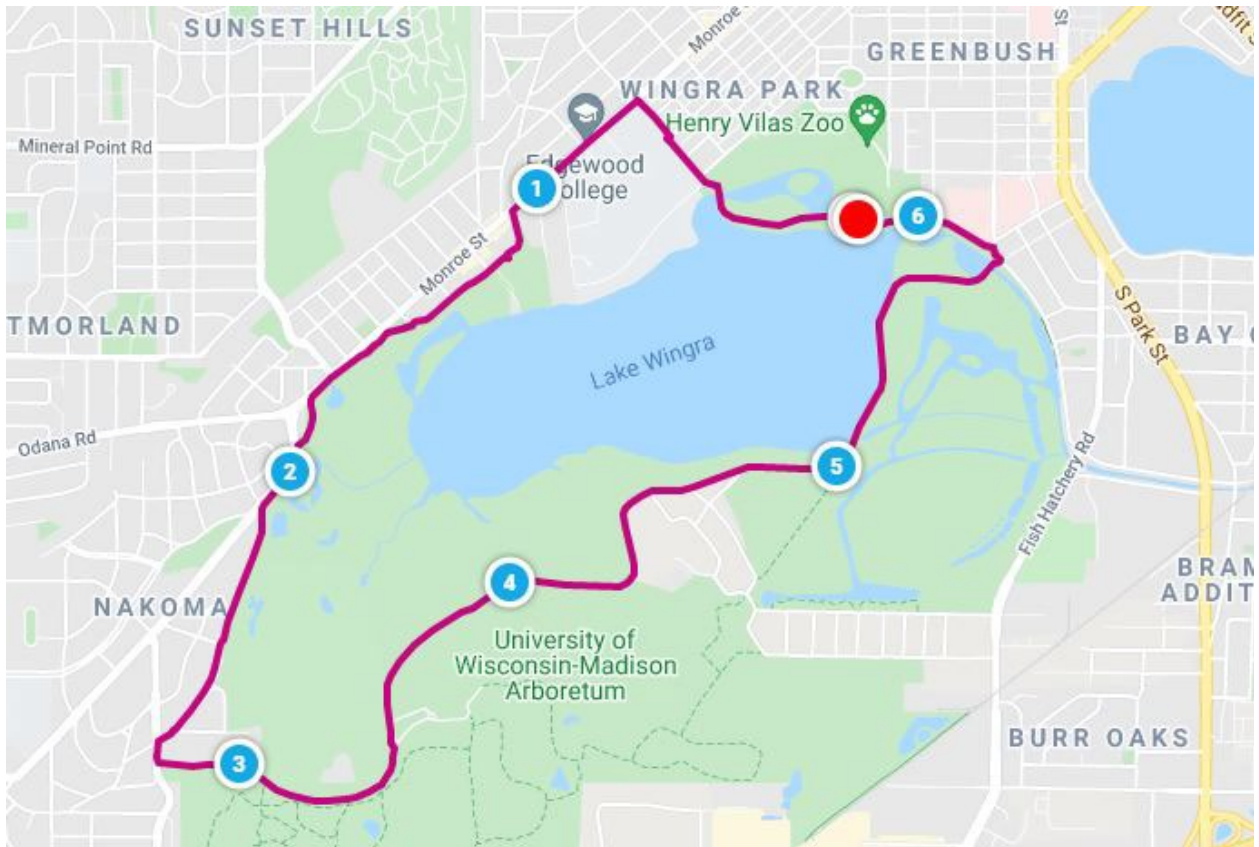 SUNSET HILLS
Monroe
St
GREENBUSH
WINGRA PARK
Henry Vilas Zoo
Mineral Point Rd
Edgewood
ollege
1
6
Monroe St
S Park St
TMORLAND
BAY
Lake Wingra
Odana Rd
2
5
Fish Hatchery Rd
4
BRAM
ADDIT
NAKOMA
University of
Wisconsin-Madison
Arboretum
BURR OAKS
3